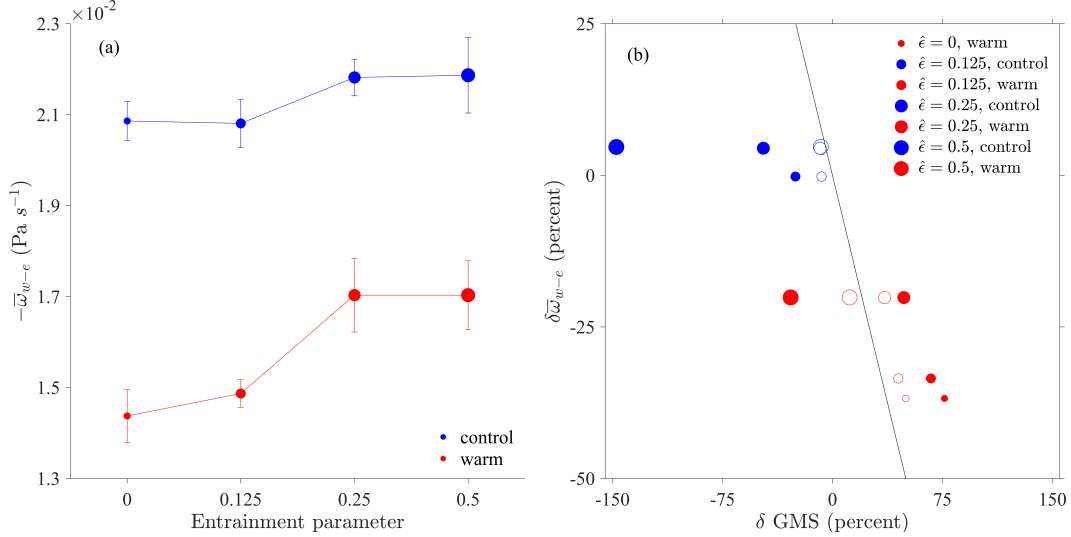 ×10⁻²
2.3
2.1
1.9
1.7
1.5
1.3
−ω̅_{w−e} (Pa s⁻¹)
(a)
control
warm
0
0.125
0.25
0.5
Entrainment parameter
25
0
-25
-50
δω̅_{w−e} (percent)
(b)
ε̂ = 0, warm
ε̂ = 0.125, control
ε̂ = 0.125, warm
ε̂ = 0.25, control
ε̂ = 0.25, warm
ε̂ = 0.5, control
ε̂ = 0.5, warm
-150
-75
0
75
150
δ GMS (percent)